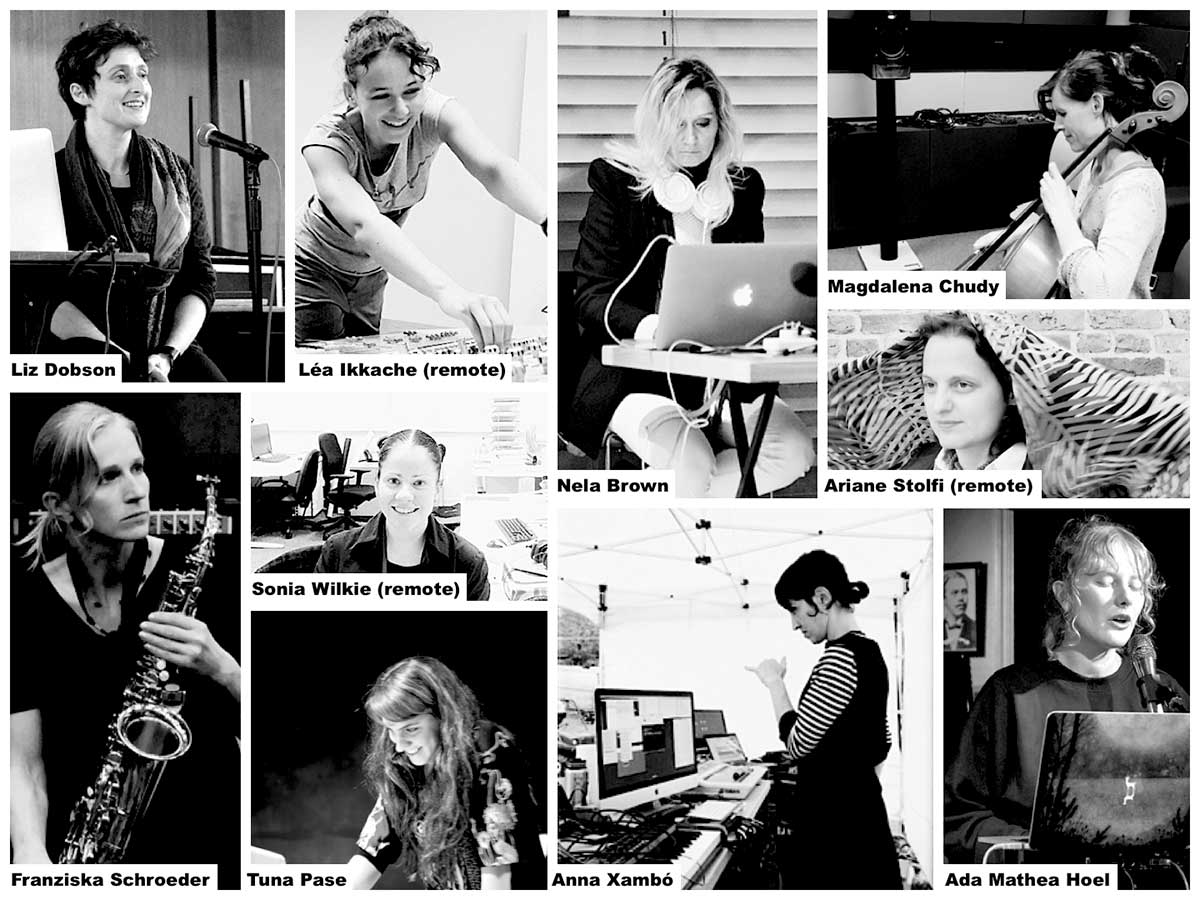 Liz Dobson
Léa Ikkache (remote)
Nela Brown
Magdalena Chudy
Ariane Stolfi (remote)
Franziska Schroeder
Sonia Wilkie (remote)
Tuna Pase
Anna Xambó
Ada Mathea Hoel